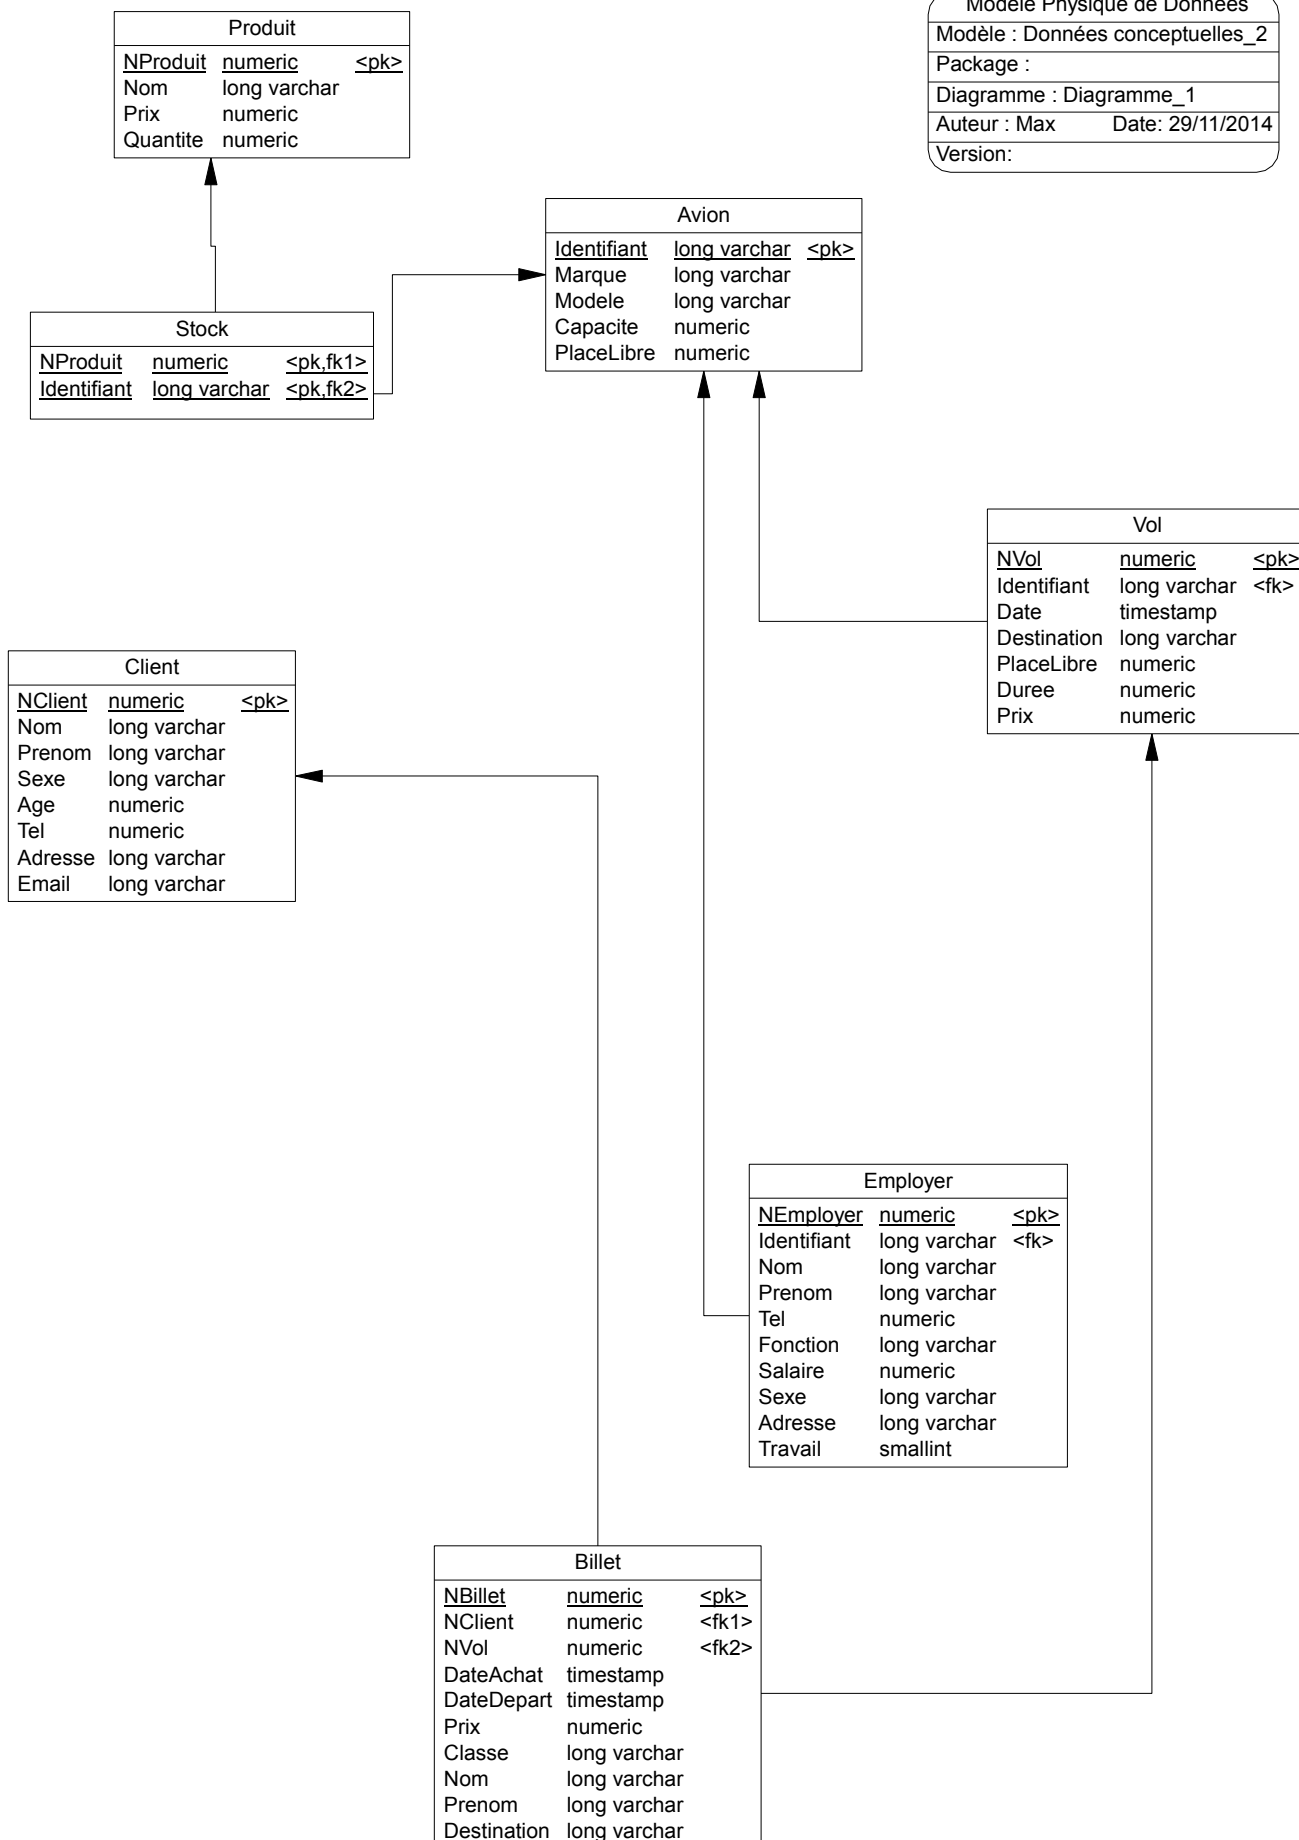 Modèle Physique de Données
Modèle : Données conceptuelles_2
Package :
Diagramme : Diagramme_1
Auteur : Max Date: 29/11/2014
Version:
Produit
NProduit numeric <pk>
Nom long varchar
Prix numeric
Quantite numeric
Avion
Identifiant long varchar <pk>
Marque long varchar
Modele long varchar
Capacite numeric
PlaceLibre numeric
Stock
NProduit numeric <pk,fk1>
Identifiant long varchar <pk,fk2>
Vol
NVol numeric <pk>
Identifiant long varchar <fk>
Date timestamp
Destination long varchar
PlaceLibre numeric
Duree numeric
Prix numeric
Client
NClient numeric <pk>
Nom long varchar
Prenom long varchar
Sexe long varchar
Age numeric
Tel numeric
Adresse long varchar
Email long varchar
Employer
NEmployer numeric <pk>
Identifiant long varchar <fk>
Nom long varchar
Prenom long varchar
Tel numeric
Fonction long varchar
Salaire numeric
Sexe long varchar
Adresse long varchar
Travail smallint
Billet
NBillet numeric <pk>
NClient numeric <fk1>
NVol numeric <fk2>
DateAchat timestamp
DateDepart timestamp
Prix numeric
Classe long varchar
Nom long varchar
Prenom long varchar
Destination long varchar